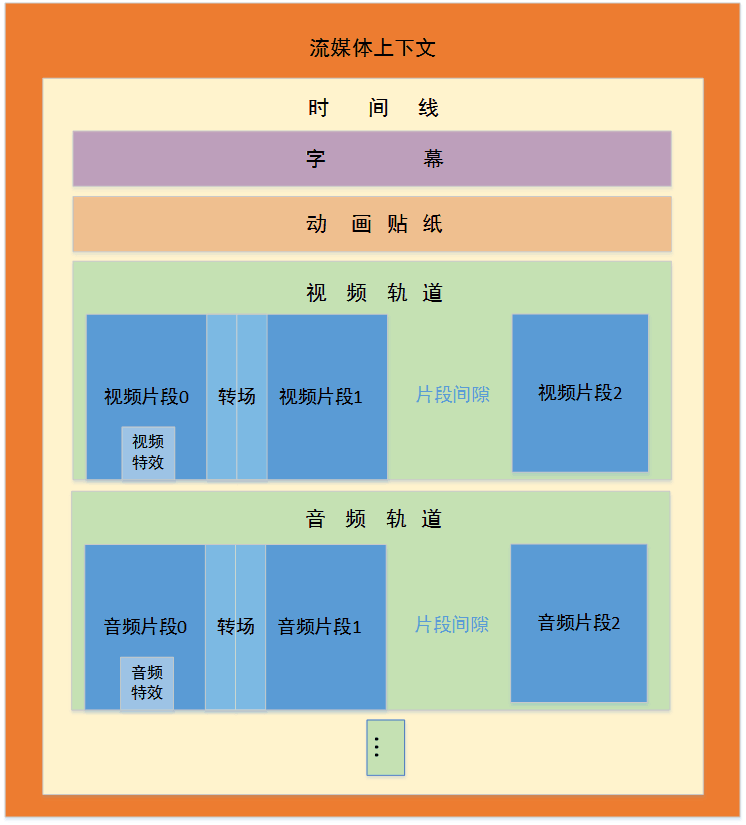 流媒体上下文
时 间 线
字 幕
动 画 贴 纸
视 频 轨 道
视频片段0
转场
视频片段1
片段间隙
视频片段2
视频
特效
音 频 轨 道
音频片段0
转场
音频片段1
片段间隙
音频片段2
音频
特效
⋮